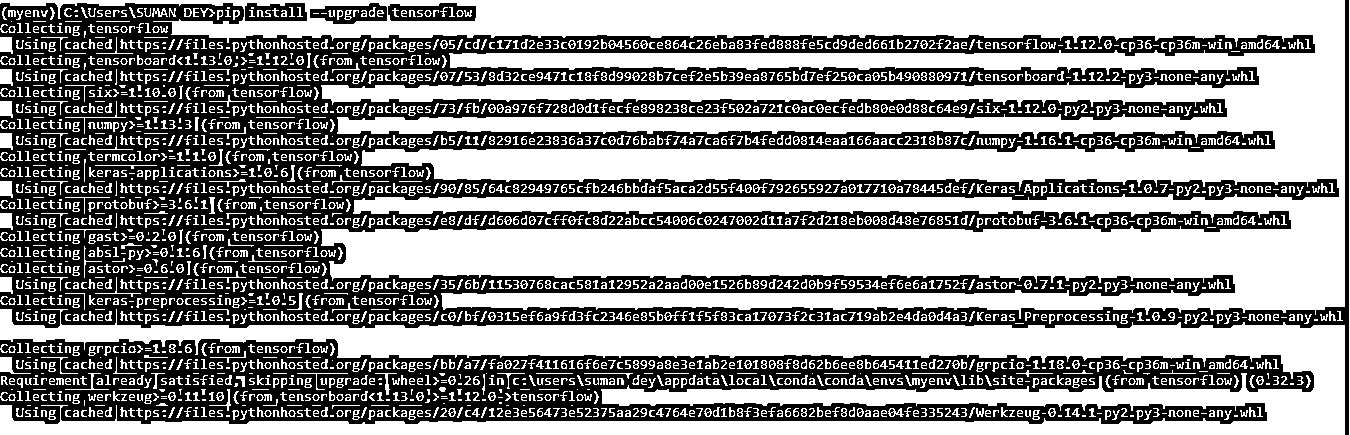 (myenv) C:\Users\SUMAN DEY>pip install --upgrade tensorflow
Collecting tensorflow
Using cached https://files.pythonhosted.org/packages/05/cd/c171d2e33c0192b04560ce864c26eba83fed888fe5cd9ded661b2702f2ae/tensorflow-1.12.0-cp36-cp36m-win_amd64.whl
Collecting tensorboard<1.13.0,>=1.12.0 (from tensorflow)
Using cached https://files.pythonhosted.org/packages/07/53/8d32ce9471c18f8d99028b7cef2e5b39ea8765bd7ef250ca05b490880971/tensorboard-1.12.2-py3-none-any.whl
Collecting six>=1.10.0 (from tensorflow)
Using cached https://files.pythonhosted.org/packages/73/fb/00a976f728d0d1fecfe898238ce23f502a721c0ac0ecfedb80e0d88c64e9/six-1.12.0-py2.py3-none-any.whl
Collecting numpy>=1.13.3 (from tensorflow)
Using cached https://files.pythonhosted.org/packages/b5/11/82916e23836a37c0d76babf74a7ca6f7b4fedd0814eaa166aacc2318b87c/numpy-1.16.1-cp36-cp36m-win_amd64.whl
Collecting termcolor>=1.1.0 (from tensorflow)
Collecting keras-applications>=1.0.6 (from tensorflow)
Using cached https://files.pythonhosted.org/packages/90/85/64c82949765cfb246bbdaf5aca2d55f400f792655927a017710a78445def/Keras_Applications-1.0.7-py2.py3-none-any.whl
Collecting protobuf>=3.6.1 (from tensorflow)
Using cached https://files.pythonhosted.org/packages/e8/df/d606d07cff0fc8d22abcc54006c0247002d11a7f2d218eb008d48e76851d/protobuf-3.6.1-cp36-cp36m-win_amd64.whl
Collecting gast>=0.2.0 (from tensorflow)
Collecting absl-py>=0.1.6 (from tensorflow)
Collecting astor>=0.6.0 (from tensorflow)
Using cached https://files.pythonhosted.org/packages/35/6b/11530768cac581a12952a2aad00e1526b89d242d0b9f59534ef6e6a1752f/astor-0.7.1-py2.py3-none-any.whl
Collecting keras-preprocessing>=1.0.5 (from tensorflow)
Using cached https://files.pythonhosted.org/packages/c0/bf/0315ef6a9fd3fc2346e85b0ff1f5f83ca17073f2c31ac719ab2e4da0d4a3/Keras_Preprocessing-1.0.9-py2.py3-none-any.whl
Collecting grpcio>=1.8.6 (from tensorflow)
Using cached https://files.pythonhosted.org/packages/bb/a7/fa027f411616f6e7c5899a8e3e1ab2e101808f8d62b6ee8b645411ed270b/grpcio-1.18.0-cp36-cp36m-win_amd64.whl
Requirement already satisfied, skipping upgrade: wheel>=0.26 in c:\users\suman dey\appdata\local\conda\conda\envs\myenv\lib\site-packages (from tensorflow) (0.32.3)
Collecting werkzeug>=0.11.10 (from tensorboard<1.13.0,>=1.12.0->tensorflow)
Using cached https://files.pythonhosted.org/packages/20/c4/12e3e56473e52375aa29c4764e70d1b8f3efa6682bef8d0aae04fe335243/Werkzeug-0.14.1-py2.py3-none-any.whl